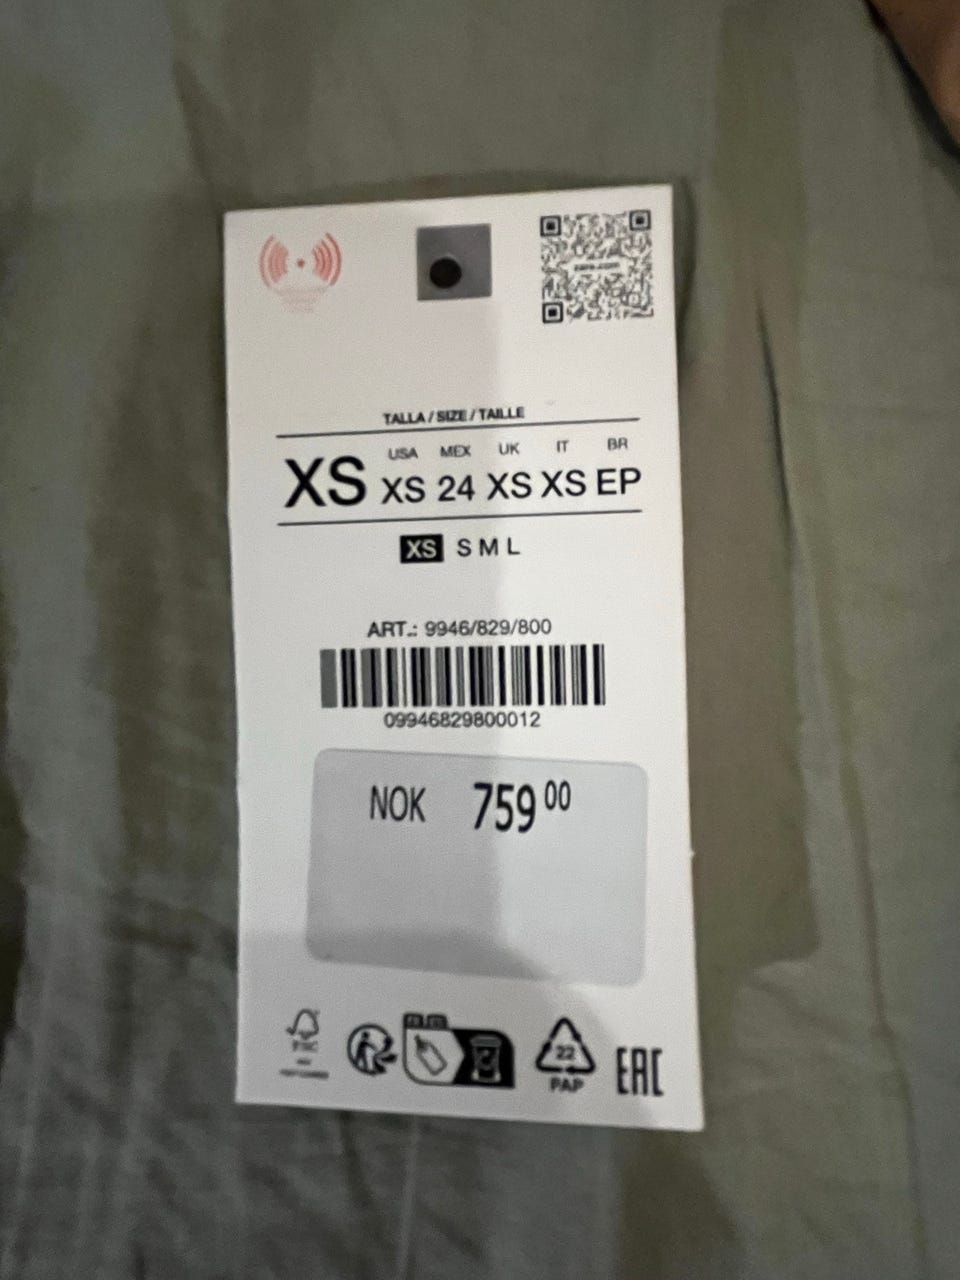 TALLA / SIZE / TAILLE
USA MEX UK IT BR
XS XS 24 XS XS EP
XS S M L
ART.: 9946/829/800
09946829800012
NOK 759 00
22
PAP
EAC